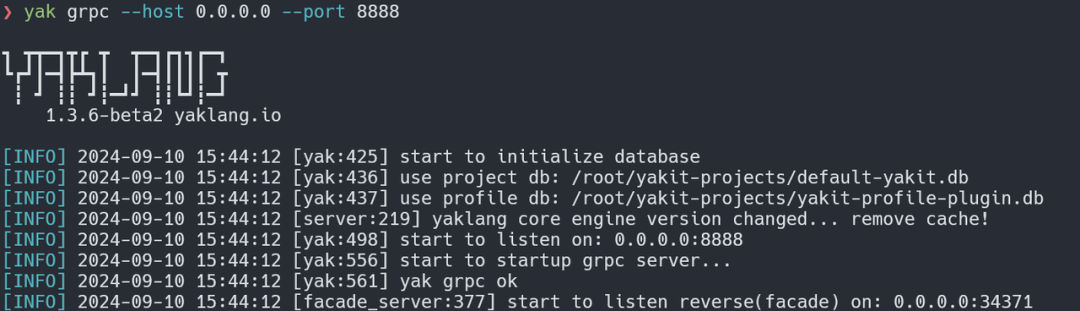 ❯ yak grpc --host 0.0.0.0 --port 8888
YAKLANG
1.3.6-beta2 yaklang.io
[INFO] 2024-09-10 15:44:12 [yak:425] start to initialize database
[INFO] 2024-09-10 15:44:12 [yak:436] use project db: /root/yakit-projects/default-yakit.db
[INFO] 2024-09-10 15:44:12 [yak:437] use profile db: /root/yakit-projects/yakit-profile-plugin.db
[INFO] 2024-09-10 15:44:12 [server:219] yaklang core engine version changed... remove cache!
[INFO] 2024-09-10 15:44:12 [yak:498] start to listen on: 0.0.0.0:8888
[INFO] 2024-09-10 15:44:12 [yak:556] start to startup grpc server...
[INFO] 2024-09-10 15:44:12 [yak:561] yak grpc ok
[INFO] 2024-09-10 15:44:12 [facade_server:377] start to listen reverse(facade) on: 0.0.0.0:34371